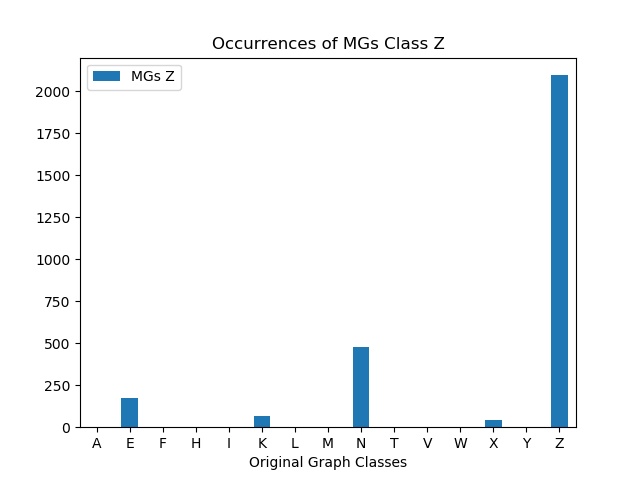 Occurrences of MGs Class Z
MGs Z
2000
1750
1500
1250
1000
750
500
250
0
A E F H I K L M N T V W X Y Z
Original Graph Classes